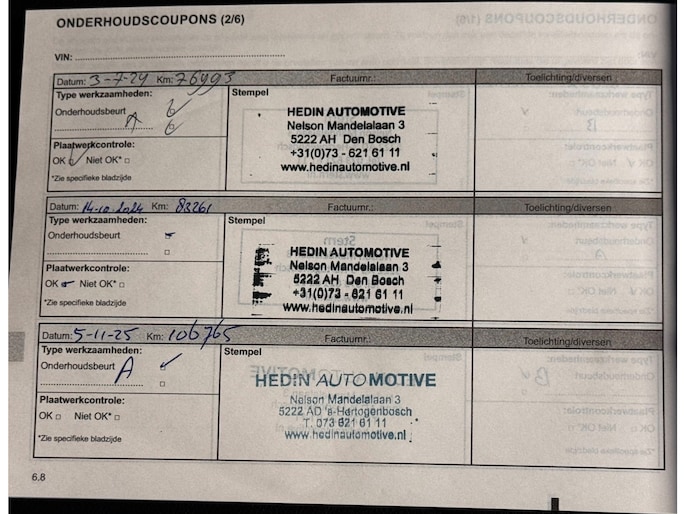 ONDERHOUDSCOUPONS (2/6)
VIN:
Datum: 3-7-24 Km: 76993 Factuurnr.: Toelichting/diversen
Type werkzaamheden:
Stempel
Onderhoudsbeurt
A
HEDIN AUTOMOTIVE
Nelson Mandelalaan 3
5222 AH Den Bosch
+31(0)73 - 621 61 11
www.hedinautomotive.nl
Plaatwerkcontrole:
OK Niet OK*
*Zie specifieke bladzijde
Datum: 14-10-2024 Km: 83261 Factuurnr.: Toelichting/diversen
Type werkzaamheden:
Stempel
Onderhoudsbeurt
HEDIN AUTOMOTIVE
Nelson Mandelalaan 3
5222 AH Den Bosch
+31(0)73 - 621 61 11
www.hedinautomotive.nl
Plaatwerkcontrole:
OK Niet OK*
*Zie specifieke bladzijde
Datum: 5-11-25 Km: 106765 Factuurnr.: Toelichting/diversen
Type werkzaamheden:
Stempel
Onderhoudsbeurt A
HEDIN AUTOMOTIVE
Nelson Mandelalaan 3
5222 AD 's-Hertogenbosch
T. 073 621 61 11
www.hedinautomotive.nl
Plaatwerkcontrole:
OK Niet OK*
*Zie specifieke bladzijde
6.8